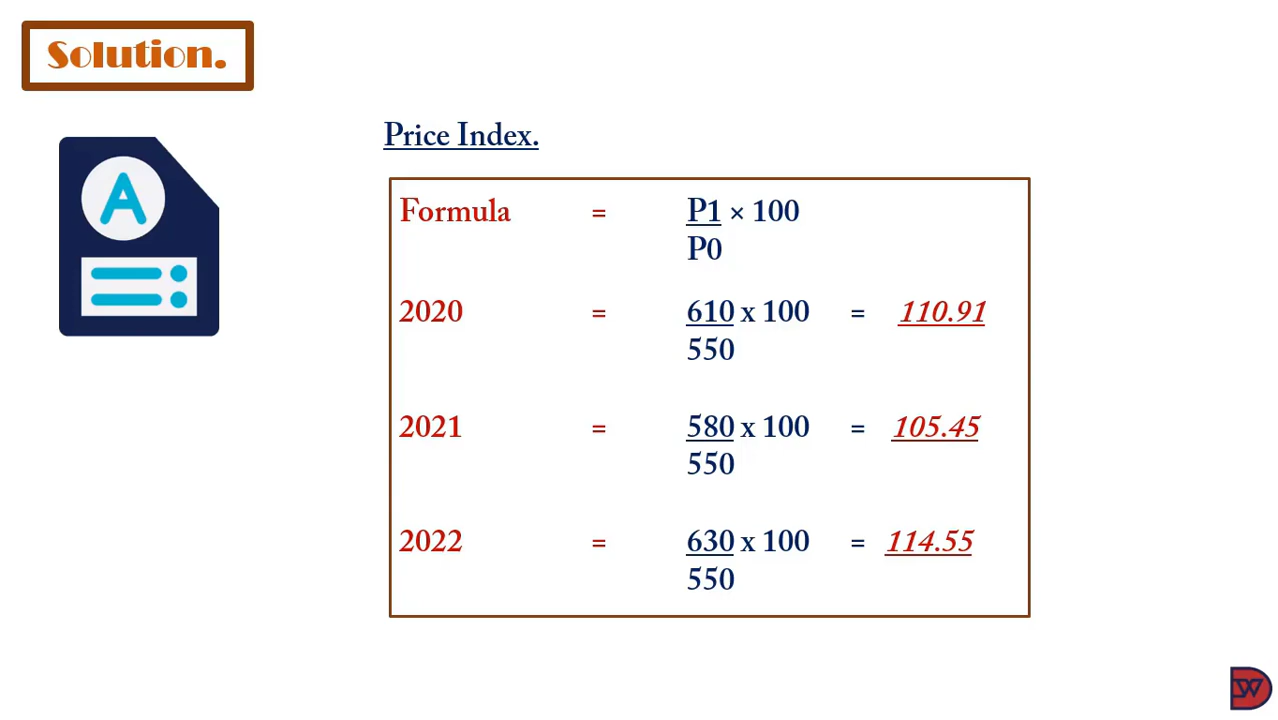 Solution.
A
Price Index.
Formula = P1 × 100
P0
2020 = 610 x 100 = 110.91
550
2021 = 580 x 100 = 105.45
550
2022 = 630 x 100 = 114.55
550
DW